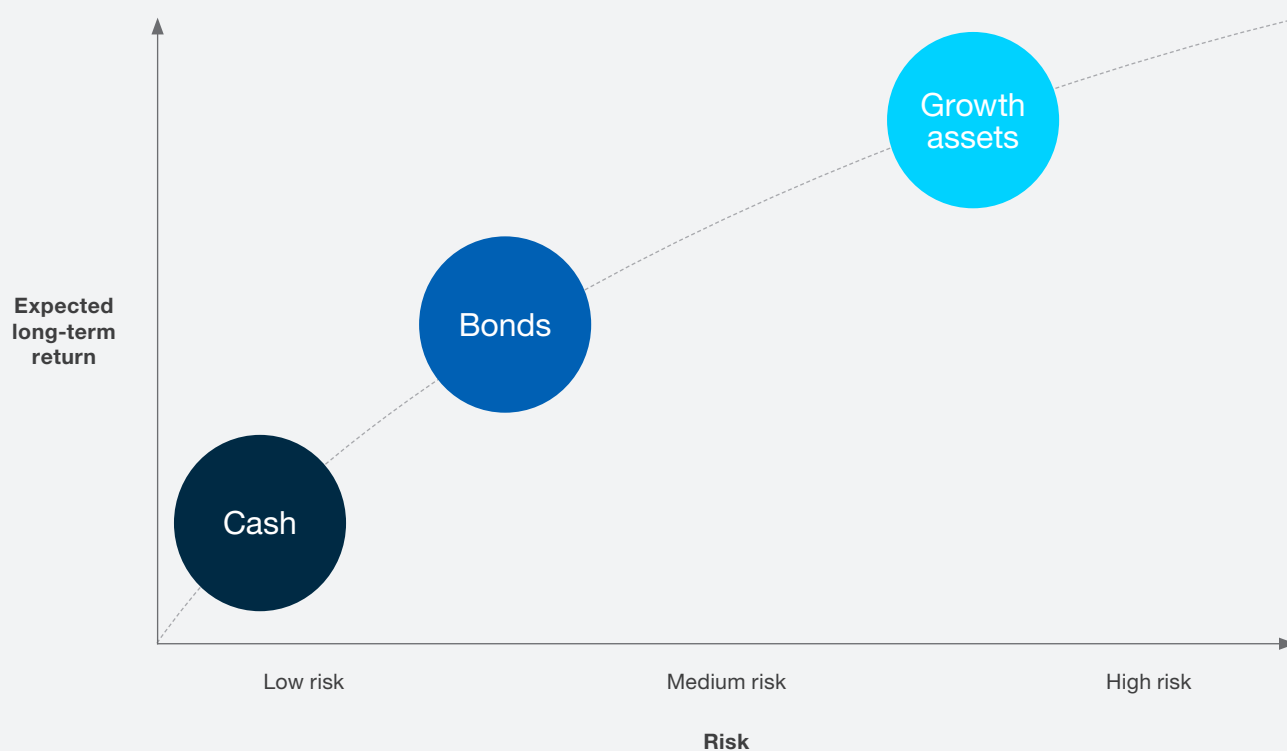 Growth
assets
Bonds
Expected
long-term
return
Cash
Low risk
Medium risk
High risk
Risk